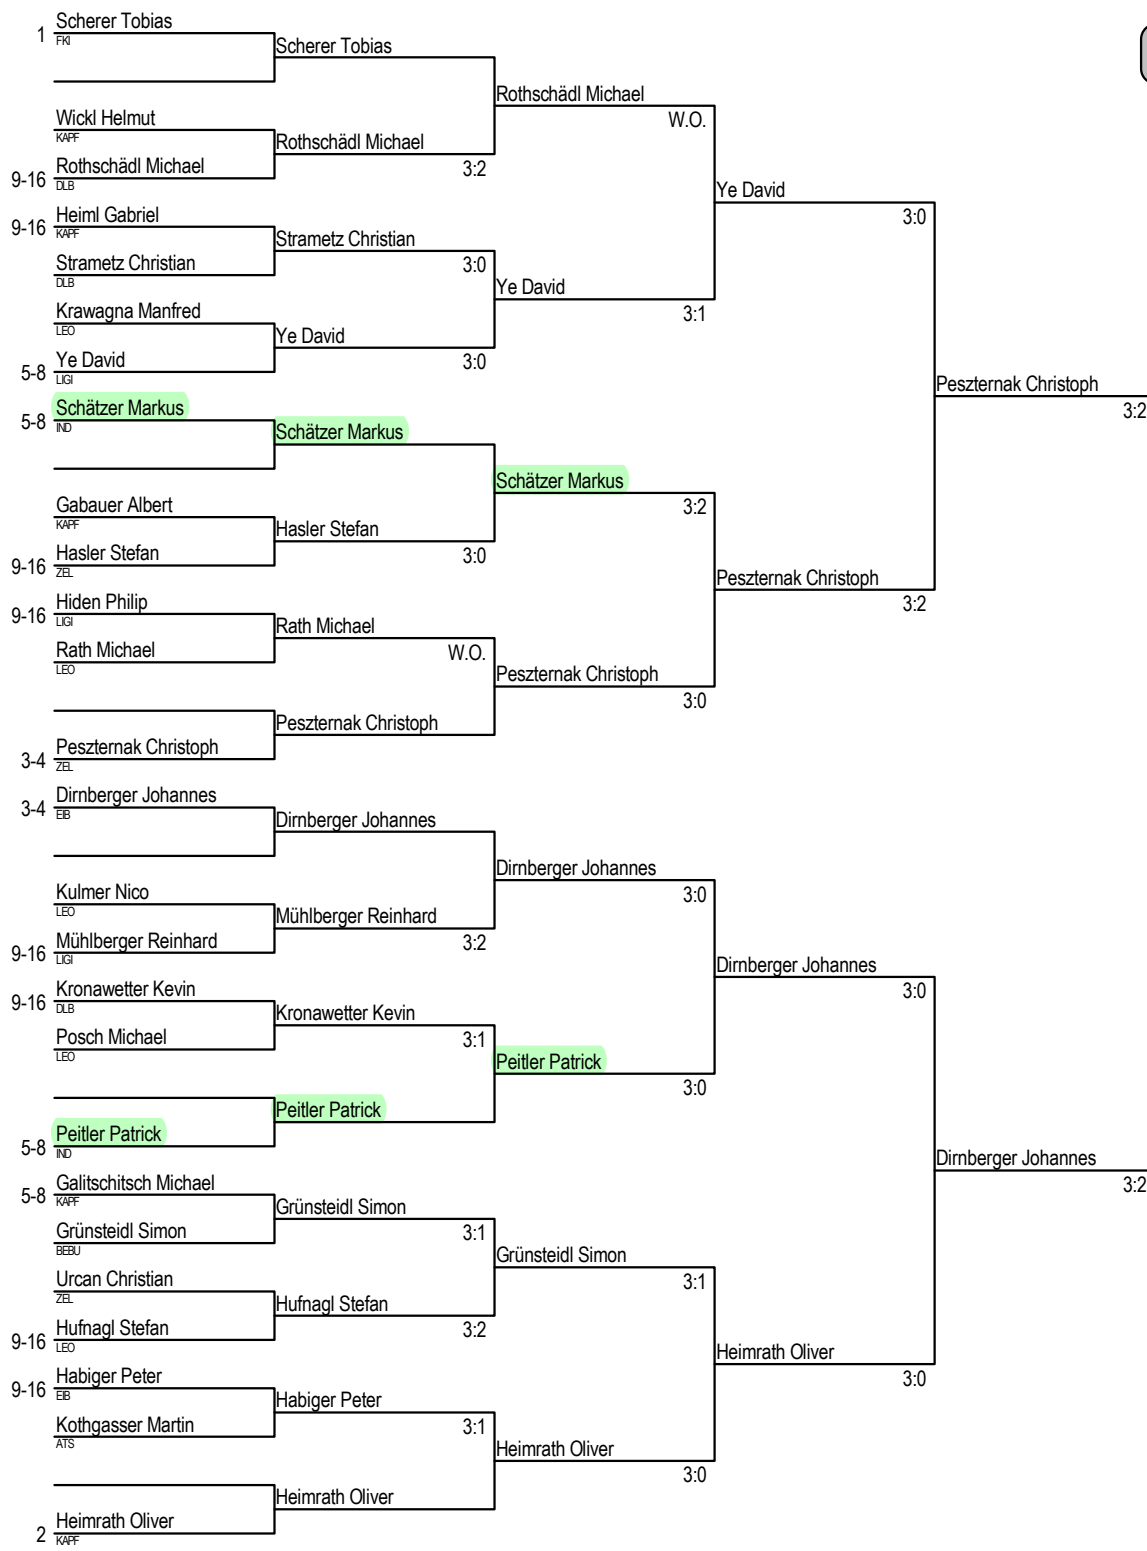 Scherer Tobias
1
FKI
Scherer Tobias
Rothschädl Michael
W.O.
Wickl Helmut
KAPF
Rothschädl Michael
3:2
Rothschädl Michael
9-16
DLB
Ye David
3:0
Heiml Gabriel
9-16
KAPF
Strametz Christian
3:0
Strametz Christian
DLB
Ye David
3:1
Krawagna Manfred
LEO
Ye David
3:0
Ye David
5-8
LIGI
Peszternak Christoph
3:2
Schätzer Markus
5-8
IND
Schätzer Markus
Schätzer Markus
3:2
Gabauer Albert
KAPF
Hasler Stefan
3:0
Hasler Stefan
9-16
ZEL
Peszternak Christoph
3:2
Hiden Philip
9-16
LIGI
Rath Michael
W.O.
Rath Michael
LEO
Peszternak Christoph
3:0
Peszternak Christoph
Peszternak Christoph
3-4
ZEL
Dirnberger Johannes
3-4
EIB
Dirnberger Johannes
Dirnberger Johannes
3:0
Kulmer Nico
LEO
Mühlberger Reinhard
3:2
Mühlberger Reinhard
9-16
LIGI
Dirnberger Johannes
3:0
Kronawetter Kevin
9-16
DLB
Kronawetter Kevin
3:1
Posch Michael
LEO
Peitler Patrick
3:0
Peitler Patrick
Peitler Patrick
5-8
IND
Dirnberger Johannes
3:2
Galitschitsch Michael
5-8
KAPF
Grünsteidl Simon
3:1
Grünsteidl Simon
BEBU
Grünsteidl Simon
3:1
Urcan Christian
ZEL
Hufnagl Stefan
3:2
Hufnagl Stefan
9-16
LEO
Heimrath Oliver
3:0
Habiger Peter
9-16
EIB
Habiger Peter
3:1
Kothgasser Martin
ATS
Heimrath Oliver
3:0
Heimrath Oliver
Heimrath Oliver
2
KAPF